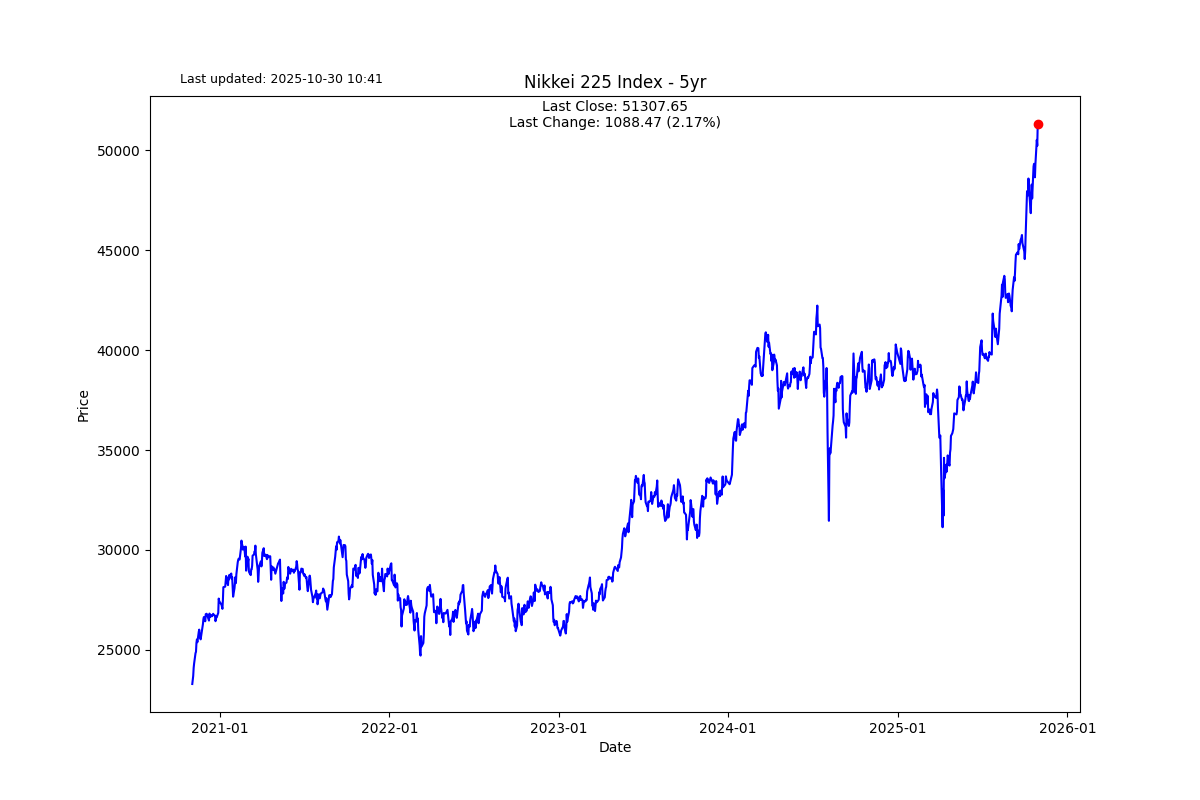 Last updated: 2025-10-30 10:41
Nikkei 225 Index - 5yr
Last Close: 51307.65
Last Change: 1088.47 (2.17%)
50000
45000
40000
35000
30000
25000
Price
2021-01
2022-01
2023-01
2024-01
2025-01
2026-01
Date